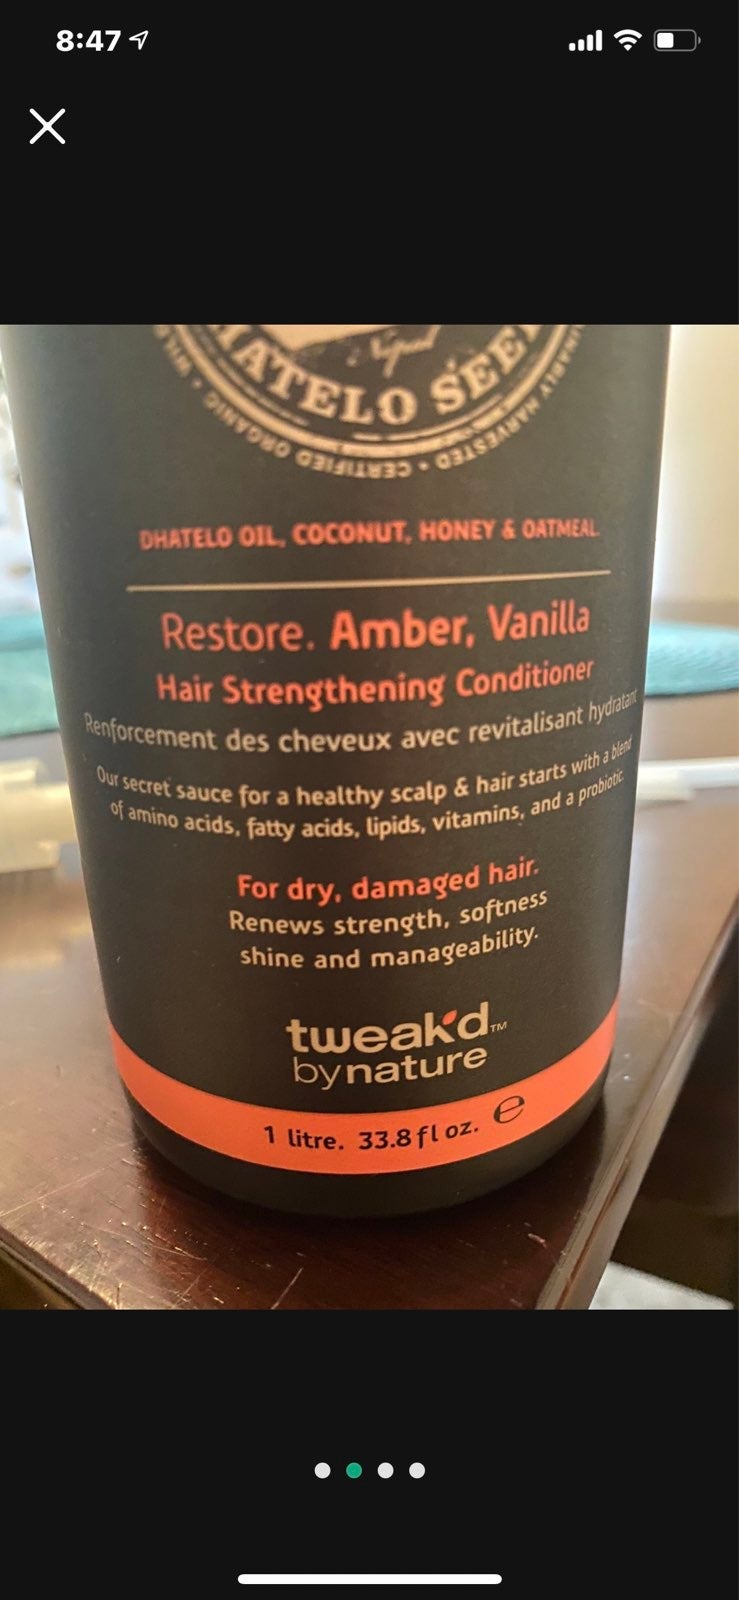 8:47
Nepal
HATELO SEE
CERTIFIED ORGANIC •
HARVESTED •
DHATELO OIL, COCONUT, HONEY & OATMEAL
Restore. Amber, Vanilla
Hair Strengthening Conditioner
Renforcement des cheveux avec revitalisant hydratant
Our secret sauce for a healthy scalp & hair starts with a blend
of amino acids, fatty acids, lipids, vitamins, and a probiotic.
For dry, damaged hair.
Renews strength, softness
shine and manageability.
tweak'd™
by nature
1 litre. 33.8 fl oz. ℮